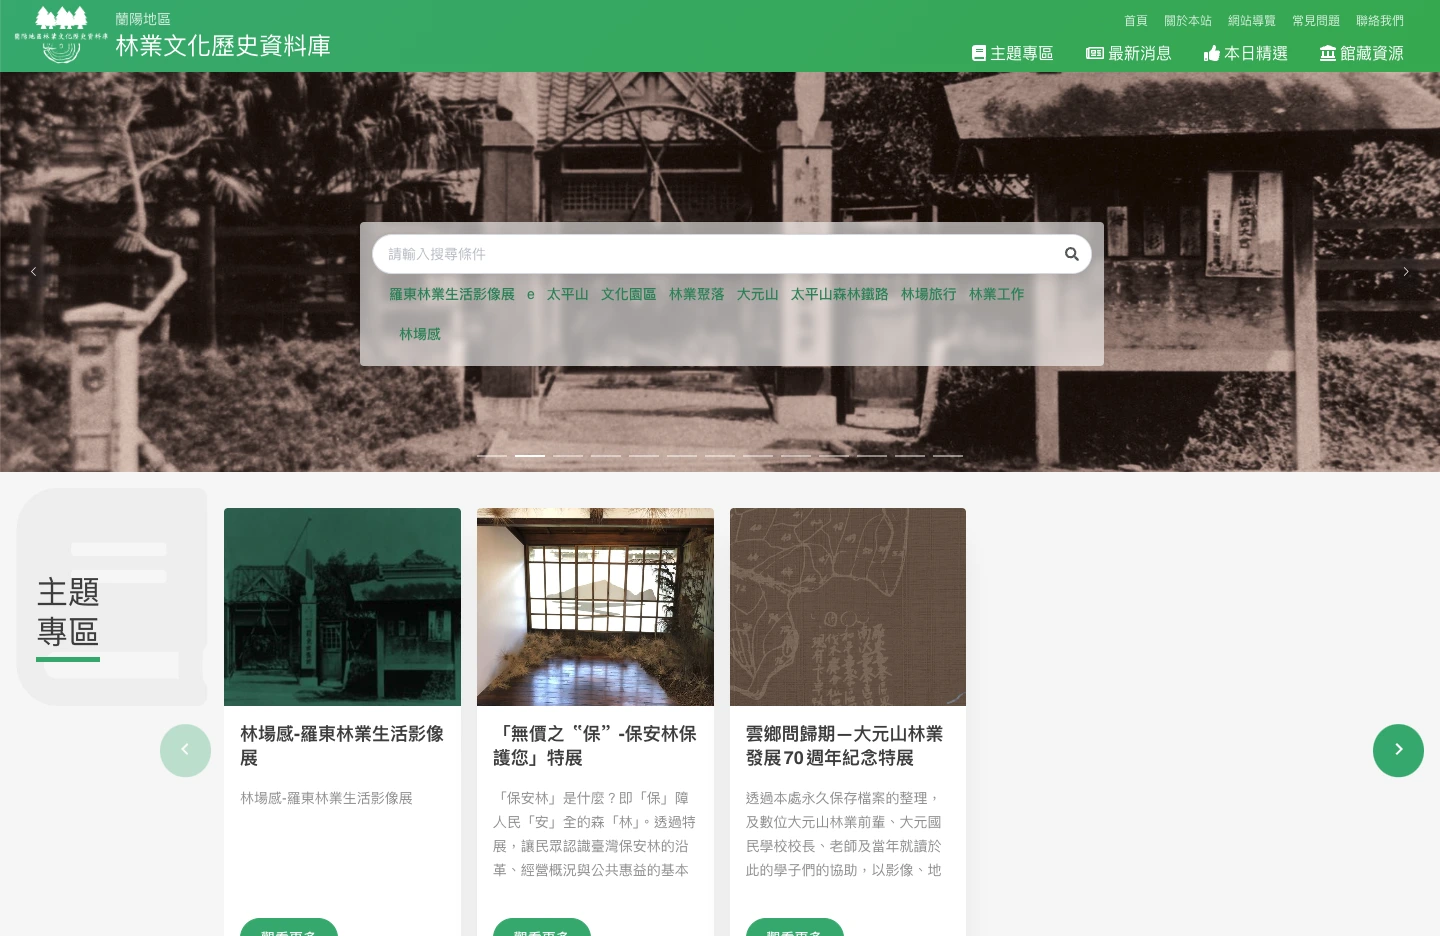 蘭陽地區
林業文化歷史資料庫
蘭陽地區林業文化歷史資料庫
首頁 關於本站 網站導覽 常見問題 聯絡我們
主題專區 最新消息 本日精選 館藏資源
請輸入搜尋條件
羅東林業生活影像展 e 太平山 文化園區 林業聚落 大元山 太平山森林鐵路 林場旅行 林業工作
林場感
主題
專區
林場感-羅東林業生活影像
展
林場感-羅東林業生活影像展
觀看更多
「無價之〝保”-保安林保
護您」特展
「保安林」是什麼？即「保」障
人民「安」全的森「林」。透過特
展，讓民眾認識臺灣保安林的沿
革、經營概況與公共惠益的基本
觀看更多
雲鄉問歸期—大元山林業
發展70週年紀念特展
透過本處永久保存檔案的整理，
及數位大元山林業前輩、大元國
民學校校長、老師及當年就讀於
此的學子們的協助，以影像、地
觀看更多